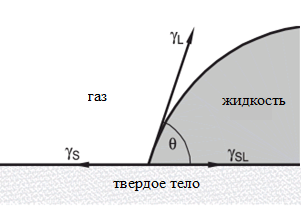 γL
газ
жидкость
θ
γS
γSL
твердое тело